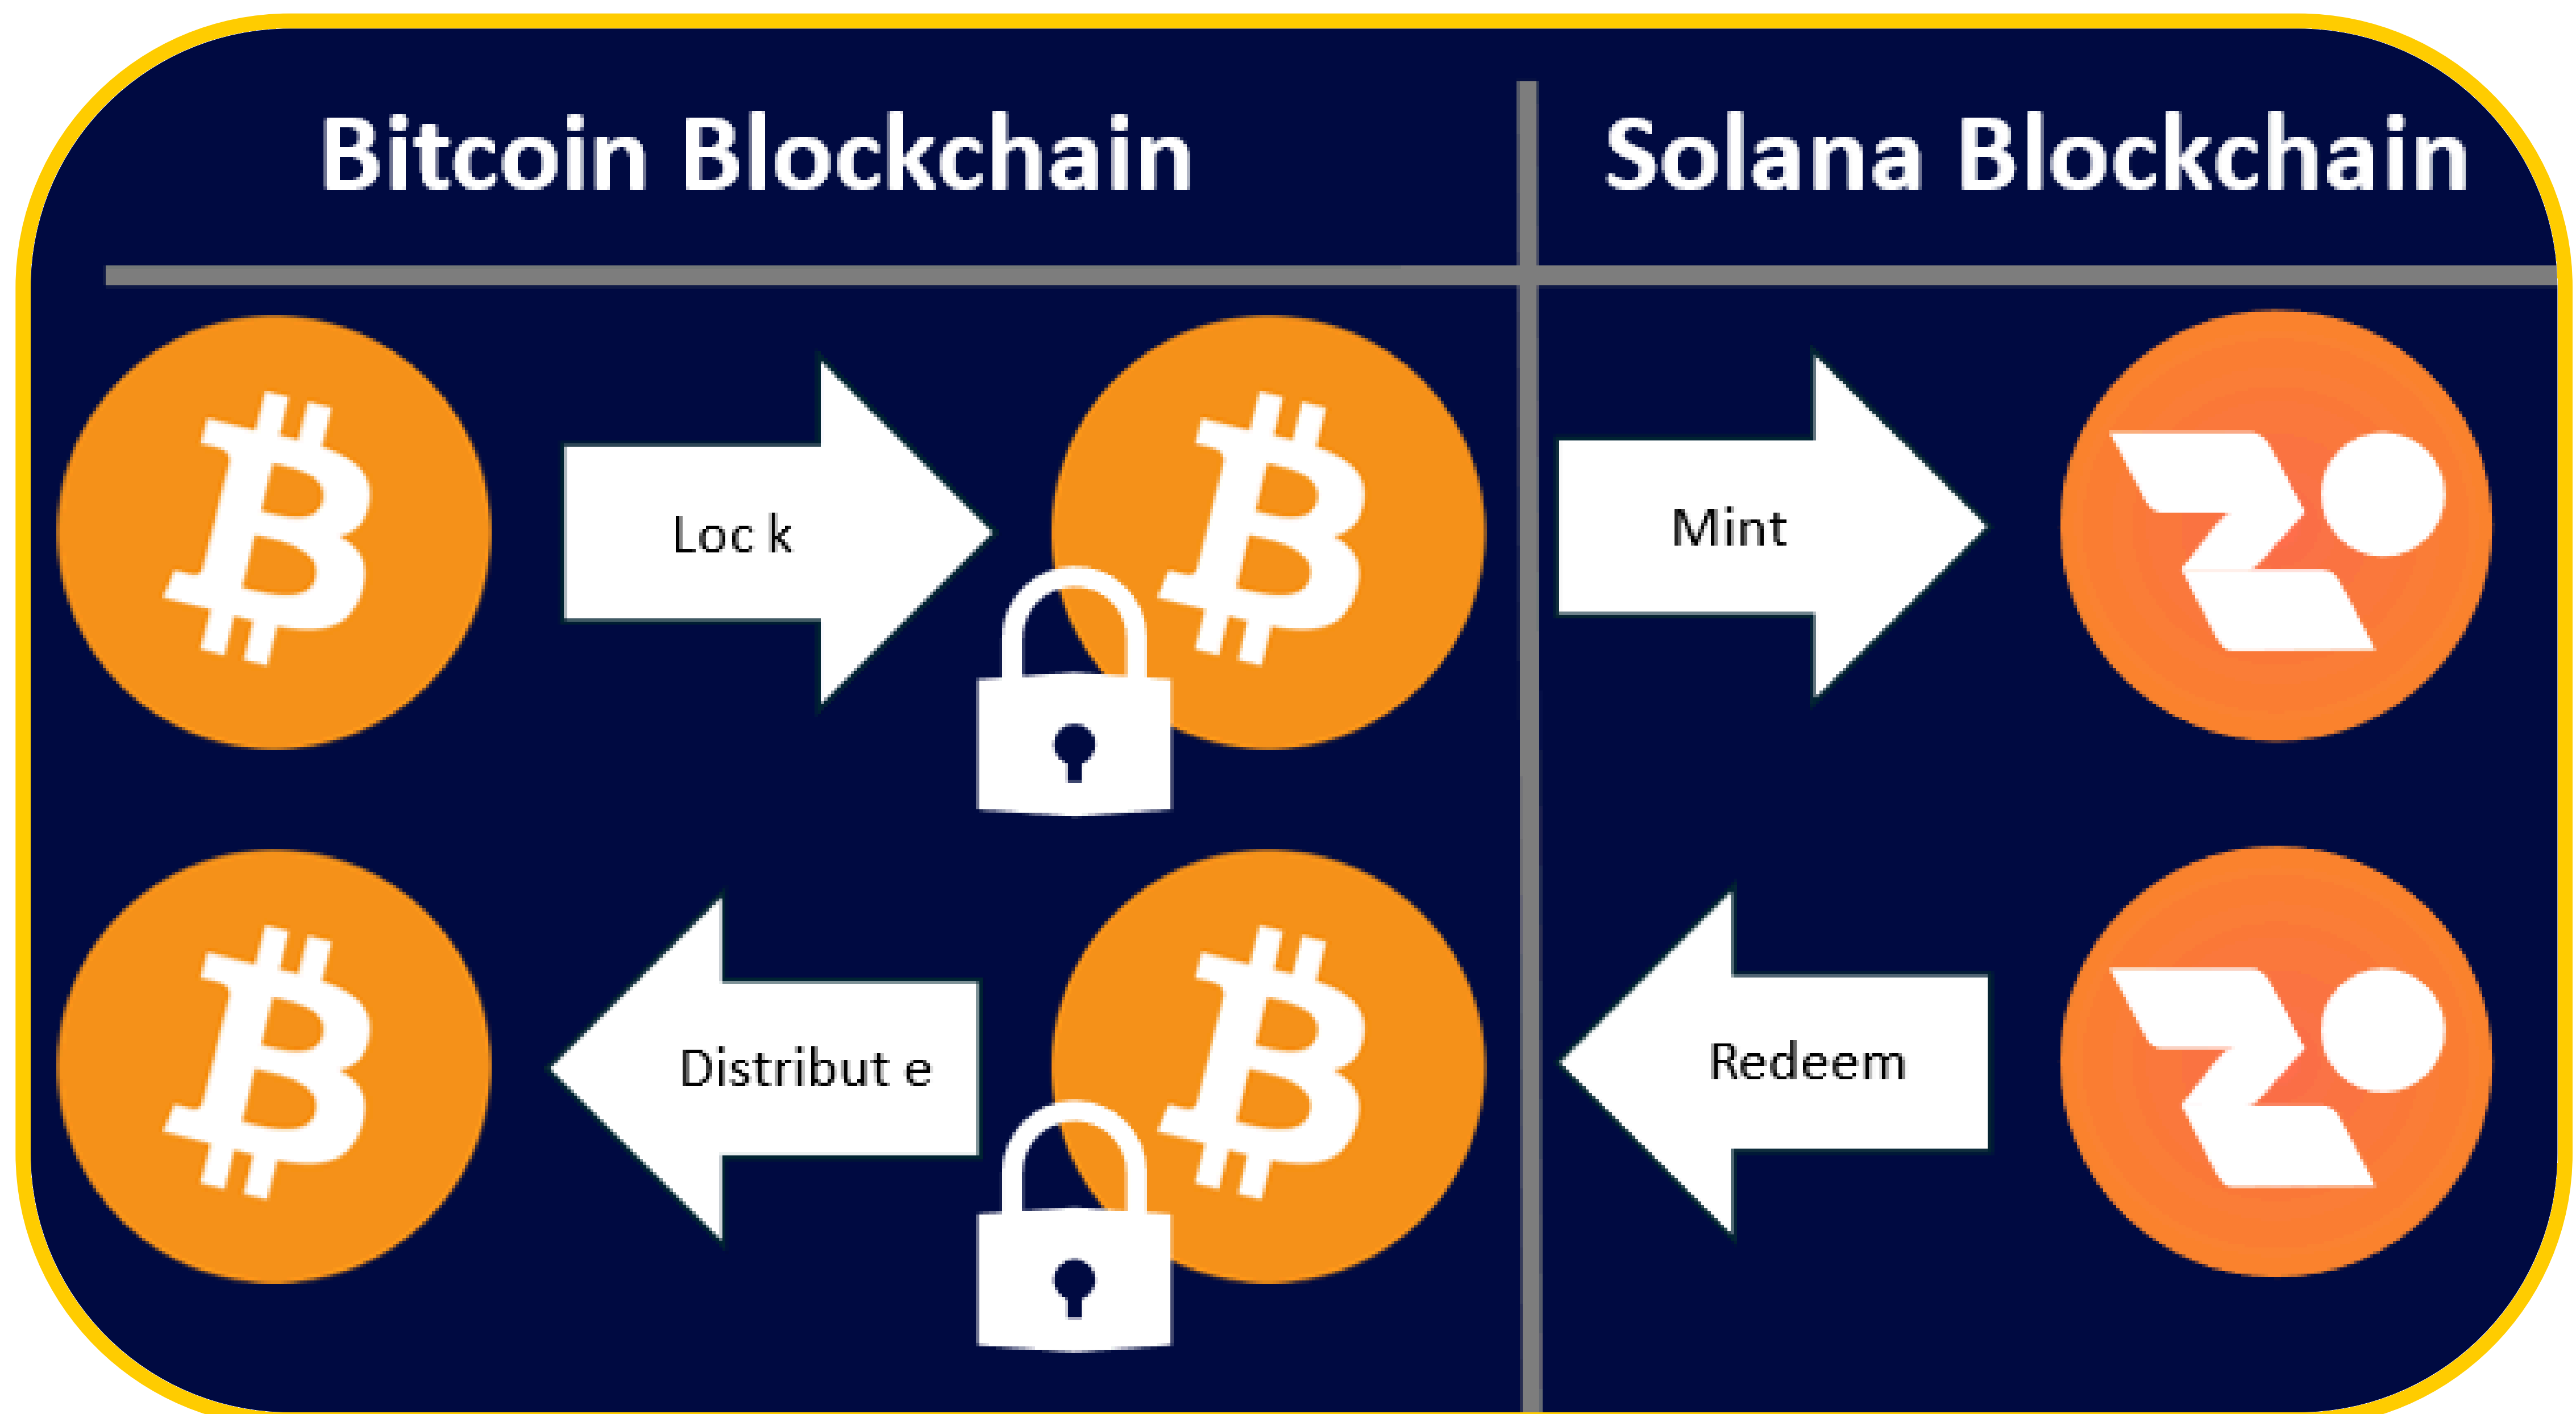 Bitcoin Blockchain
Solana Blockchain
Loc k
Mint
Distribut e
Redeem